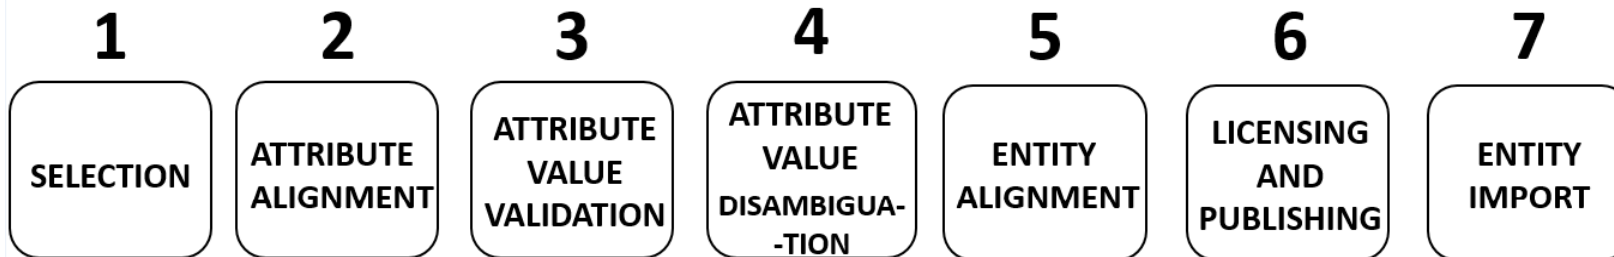 1 2 3 4 5 6 7
SELECTION
ATTRIBUTE
ALIGNMENT
ATTRIBUTE
VALUE
VALIDATION
ATTRIBUTE
VALUE
DISAMBIGUA-
-TION
ENTITY
ALIGNMENT
LICENSING
AND
PUBLISHING
ENTITY
IMPORT